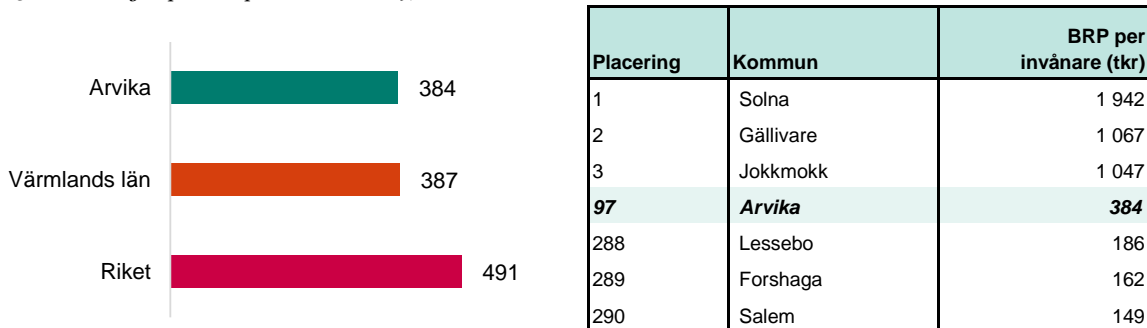 Arvika 384
Värmlands län 387
Riket 491
Placering Kommun BRP per invånare (tkr)
1 Solna 1 942
2 Gällivare 1 067
3 Jokkmokk 1 047
97 Arvika 384
288 Lessebo 186
289 Forshaga 162
290 Salem 149